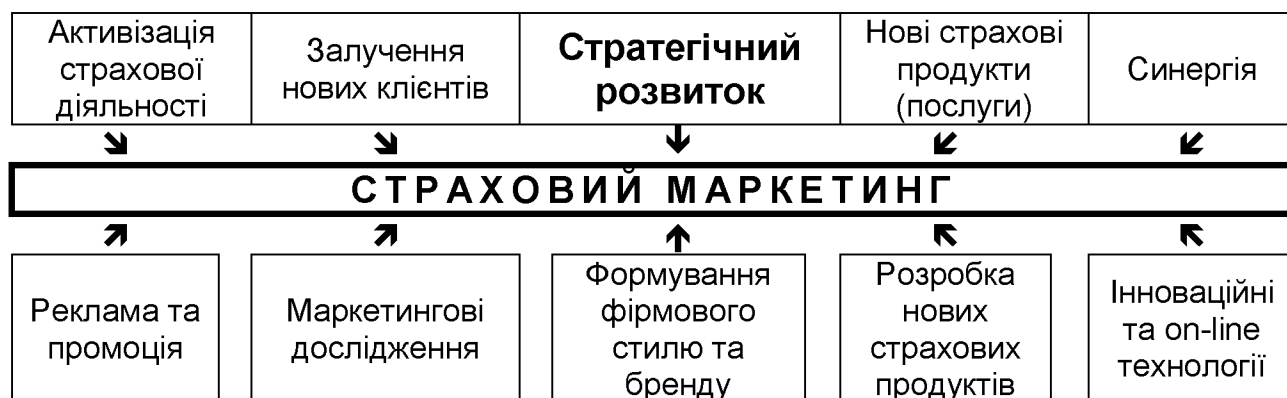 Активізація
страхової
діяльності
Залучення
нових клієнтів
Стратегічний
розвиток
Нові страхові
продукти
(послуги)
Синергія
СТРАХОВИЙ МАРКЕТИНГ
Реклама та
промоція
Маркетингові
дослідження
Формування
фірмового
стилю та
бренду
Розробка
нових
страхових
продуктів
Інноваційні
та on-line
технології